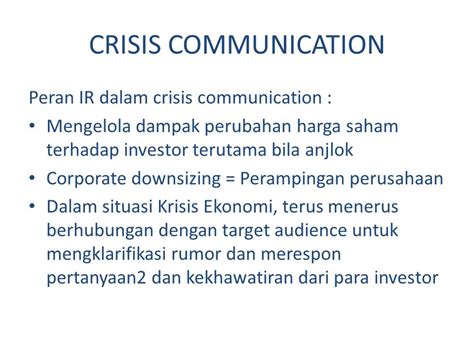 CRISIS COMMUNICATION
Peran IR dalam crisis communication :
• Mengelola dampak perubahan harga saham
terhadap investor terutama bila anjlok
• Corporate downsizing = Perampingan perusahaan
• Dalam situasi Krisis Ekonomi, terus menerus
berhubungan dengan target audience untuk
mengklarifikasi rumor dan merespon
pertanyaan2 dan kekhawatiran dari para investor